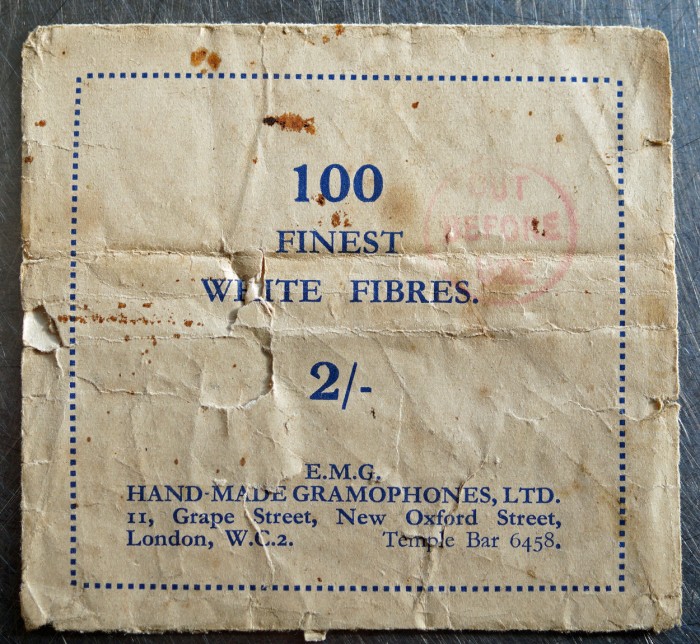 100
FINEST
WHITE FIBRES.
CUT
BEFORE
USE
2/-
E.M.G.
HAND-MADE GRAMOPHONES, LTD.
11, Grape Street, New Oxford Street,
London, W.C.2. Temple Bar 6458.